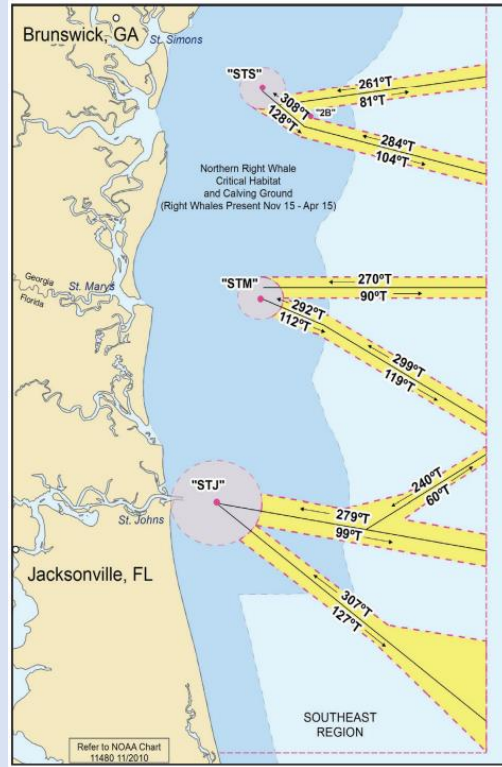 Brunswick, GA
St. Simons
"STS"
261ºT
81ºT
308ºT
128ºT
"2B"
284ºT
104ºT
Northern Right Whale
Critical Habitat
and Calving Ground
(Right Whales Present Nov 15 - Apr 15)
Georgia
Florida
St. Marys
"STM"
270ºT
90ºT
292ºT
112ºT
299ºT
119ºT
"STJ"
240ºT
60ºT
279ºT
99ºT
St. Johns
Jacksonville, FL
307ºT
127ºT
SOUTHEAST
REGION
Refer to NOAA Chart
11480 11/2010